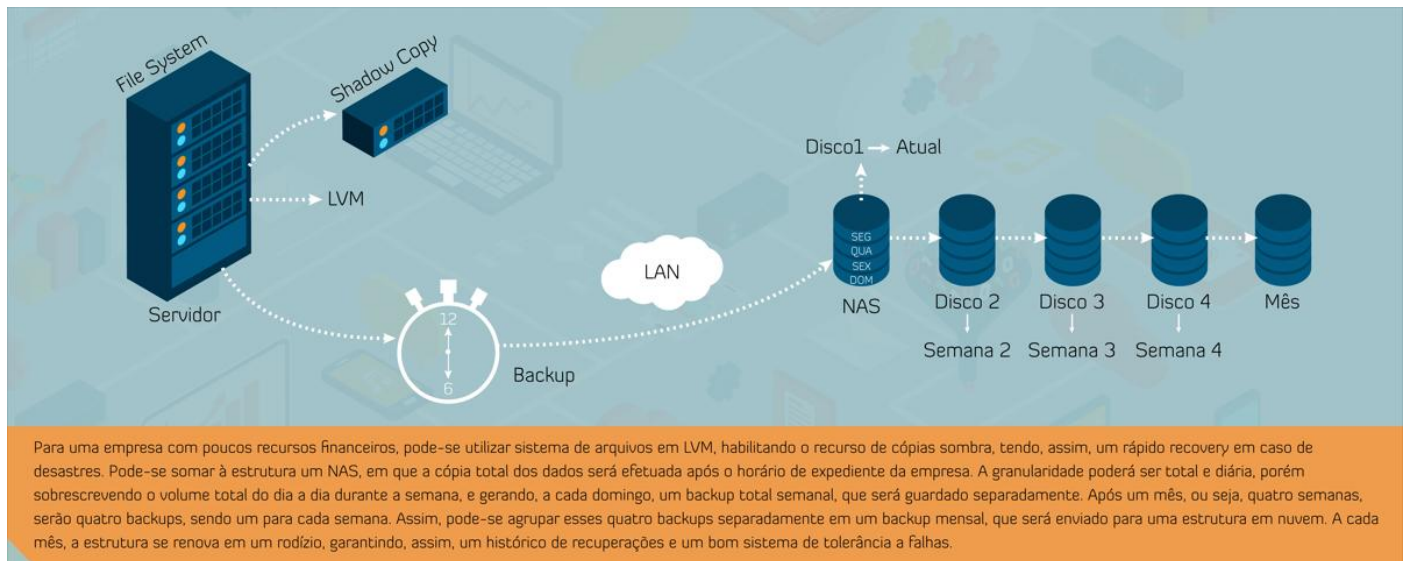 File System
Shadow Copy
LVM
Servidor
12
6
Backup
LAN
Disco1 → Atual
SEG
QUA
SEX
DOM
NAS
Disco 2
Disco 3
Disco 4
Mês
Semana 2
Semana 3
Semana 4
Para uma empresa com poucos recursos financeiros, pode-se utilizar sistema de arquivos em LVM, habilitando o recurso de cópias sombra, tendo, assim, um rápido recovery em caso de
desastres. Pode-se somar à estrutura um NAS, em que a cópia total dos dados será efetuada após o horário de expediente da empresa. A granularidade poderá ser total e diária, porém
sobrescrevendo o volume total do dia a dia durante a semana, e gerando, a cada domingo, um backup total semanal, que será guardado separadamente. Após um mês, ou seja, quatro semanas,
serão quatro backups, sendo um para cada semana. Assim, pode-se agrupar esses quatro backups separadamente em um backup mensal, que será enviado para uma estrutura em nuvem. A cada
mês, a estrutura se renova em um rodízio, garantindo, assim, um histórico de recuperações e um bom sistema de tolerância a falhas.